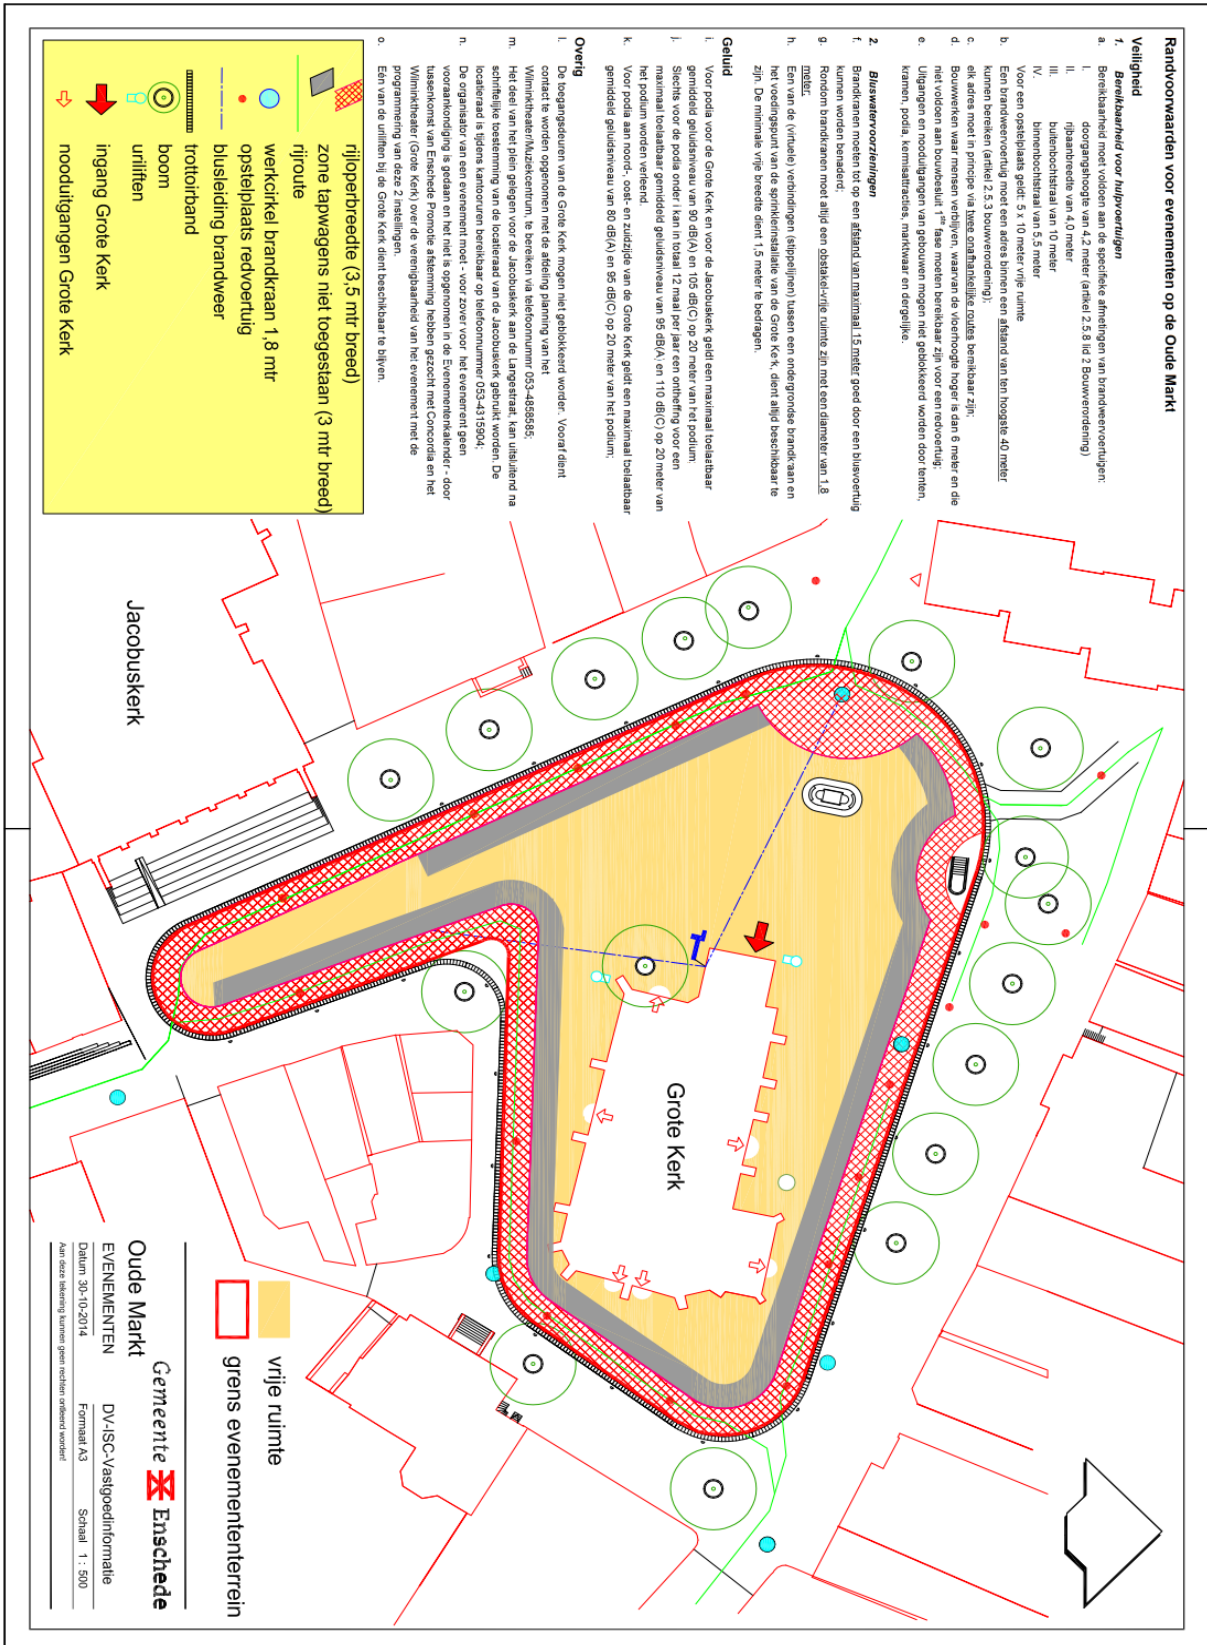 Randvoorwaarden voor evenementen op de Oude Markt
Veiligheid
1. Bereikbaarheid voor hulpvoertuigen
a. Bereikbaarheid moet voldoen aan de specifieke afmetingen van brandweervoertuigen:
I. doorgangshoogte van 4,2 meter (artikel 2.5.8 lid 2 Bouwverordening)
II. rijbaanbreedte van 4,0 meter
III. buitenbochtstraal van 10 meter
IV. binnenbochtstraal van 5,5 meter
Voor een opstelplaats geldt: 5 x 10 meter vrije ruimte
b. Een brandweervoertuig moet een adres binnen een afstand van ten hoogste 40 meter
kunnen bereiken (artikel 2.5.3 bouwverordening);
c. elk adres moet in principe via twee onafhankelijke routes bereikbaar zijn;
d. Bouwwerken waar mensen verblijven, waarvan de vloerhoogte hoger is dan 6 meter en die
niet voldoen aan bouwbesluit 1ste fase moeten bereikbaar zijn voor een redvoertuig;
e. Uitgangen en nooduitgangen van gebouwen mogen niet geblokkeerd worden door tenten,
kramen, podia, kermisattracties, marktwaar en dergelijke.
2. Bluswatervoorzieningen
f. Brandkranen moeten tot op een afstand van maximaal 15 meter goed door een blusvoertuig
kunnen worden benaderd;
g. Rondom brandkranen moet altijd een obstakel-vrije ruimte zijn met een diameter van 1,8
meter;
h. Een van de (virtuele) verbindingen (stippellijnen) tussen een ondergrondse brandkraan en
het voedingspunt van de sprinklerinstallatie van de Grote Kerk, dient altijd beschikbaar te
zijn. De minimale vrije breedte dient 1,5 meter te bedragen.
Geluid
i. Voor podia voor de Grote Kerk en voor de Jacobuskerk geldt een maximaal toelaatbaar
gemiddeld geluidsniveau van 90 dB(A) en 105 dB(C) op 20 meter van het podium;
j. Slechts voor de podia onder i kan in totaal 12 maal per jaar een ontheffing voor een
maximaal toelaatbaar gemiddeld geluidsniveau van 95 dB(A) en 110 dB(C) op 20 meter van
het podium worden verleend.
k. Voor podia aan noord-, oost- en zuidzijde van de Grote Kerk geldt een maximaal toelaatbaar
gemiddeld geluidsniveau van 80 dB(A) en 95 dB(C) op 20 meter van het podium;
Overig
l. De toegangsdeuren van de Grote Kerk mogen niet geblokkeerd worden. Vooraf dient
contact te worden opgenomen met de afdeling planning van het
Wilminktheater/Muziekcentrum, te bereiken via telefoonnummer 053-4858585;
m. Het deel van het plein gelegen voor de Jacobuskerk aan de Langestraat, kan uitsluitend na
schriftelijke toestemming van de locatieraad van de Jacobuskerk gebruikt worden. De
locatieraad is tijdens kantooruren bereikbaar op telefoonnummer 053-4315904;
n. De organisator van een evenement moet - voor zover voor het evenement geen
vooraankondiging is gedaan en het niet is opgenomen in de Evenementenkalender - door
tussenkomst van Enschede Promotie afstemming hebben gezocht met Concordia en het
Wilminktheater (Grote Kerk) over de verenigbaarheid van het evenement met de
programmering van deze 2 instellingen.
o. Eén van de urilliften bij de Grote Kerk dient beschikbaar te blijven.
rijloperbreedte (3,5 mtr breed)
zone tapwagens niet toegestaan (3 mtr breed)
rijroute
werkcirkel brandkraan 1,8 mtr
opstelplaats redvoertuig
blusleiding brandweer
trottoirband
boom
urilliften
ingang Grote Kerk
nooduitgangen Grote Kerk
Jacobuskerk
Grote Kerk
vrije ruimte
grens evenemententerrein
Gemeente Enschede
Oude Markt
EVENEMENTEN DV-ISC-Vastgoedinformatie
Datum 30-10-2014 Formaat A3 Schaal 1 : 500
Aan deze tekening kunnen geen rechten ontleend worden!